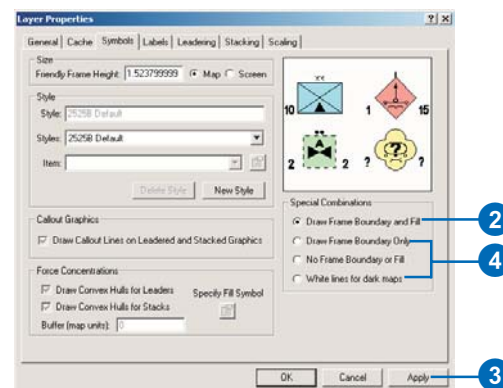 Layer Properties
? X
General Cache Symbols Labels Leadering Stacking Scaling
Size
Friendly Frame Height: 1.523799999 Map Screen
Style
Style: 2525B Default
Styles: 2525B Default
Item:
Delete Style New Style
Callout Graphics
Draw Callout Lines on Leadered and Stacked Graphics
Force Concentrations
Draw Convex Hulls for Leaders
Draw Convex Hulls for Stacks
Specify Fill Symbol
Buffer (map units): 0
xx
10
1 15
A
2 2
? ? ?
Special Combinations
Draw Frame Boundary and Fill
Draw Frame Boundary Only
No Frame Boundary or Fill
White lines for dark maps
OK Cancel Apply
2
4
3